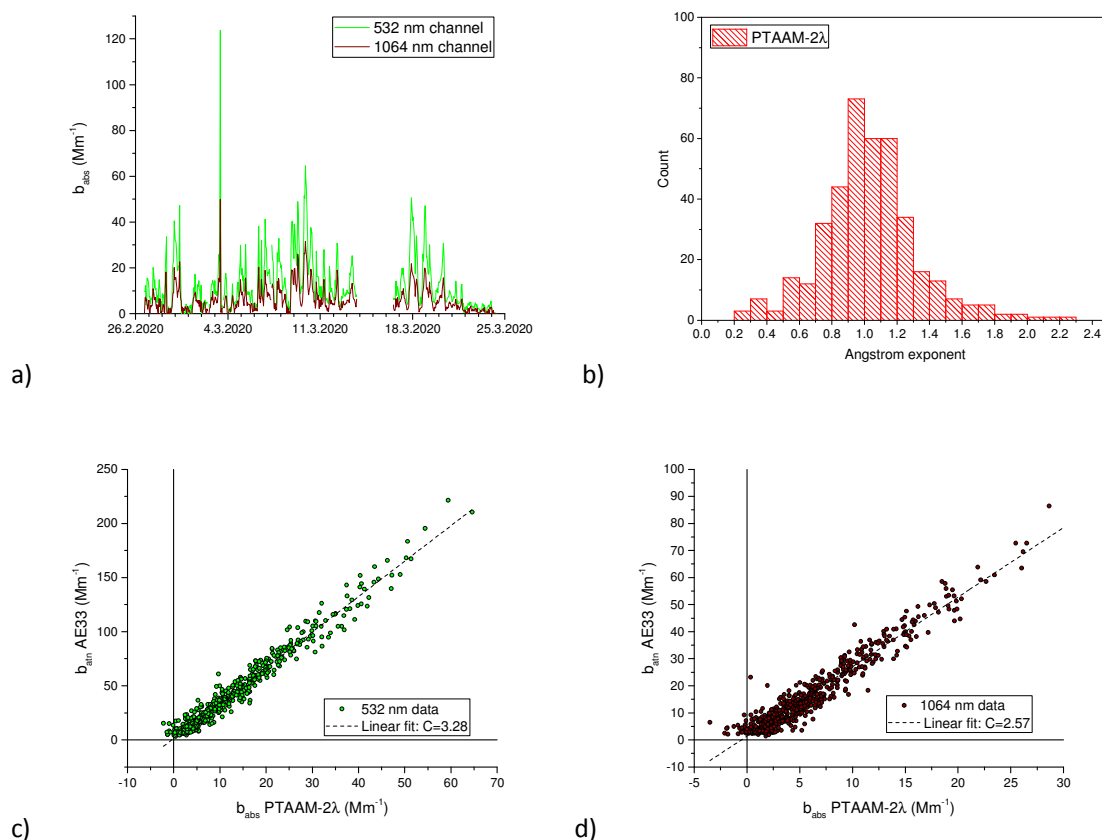 532 nm channel
1064 nm channel
b_abs (Mm⁻¹)
120
100
80
60
40
20
0
26.2.2020 4.3.2020 11.3.2020 18.3.2020 25.3.2020
a)
PTAAM-2λ
Count
100
80
60
40
20
0
0.0 0.2 0.4 0.6 0.8 1.0 1.2 1.4 1.6 1.8 2.0 2.2 2.4
Angstrom exponent
b)
b_atn AE33 (Mm⁻¹)
250
200
150
100
50
0
532 nm data
Linear fit: C=3.28
-10 0 10 20 30 40 50 60 70
b_abs PTAAM-2λ (Mm⁻¹)
c)
b_atn AE33 (Mm⁻¹)
100
90
80
70
60
50
40
30
20
10
0
-10
1064 nm data
Linear fit: C=2.57
-5 0 5 10 15 20 25 30
b_abs PTAAM-2λ (Mm⁻¹)
d)